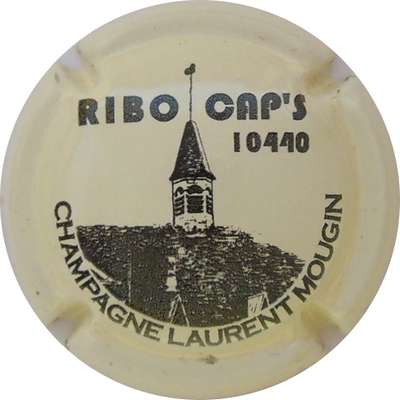 RIBO CAP'S
10440
CHAMPAGNE LAURENT MOUGIN